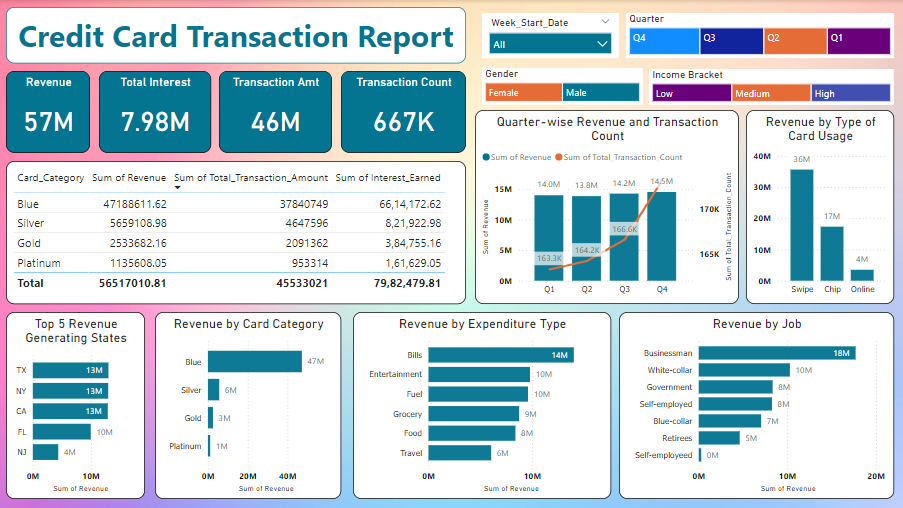 Credit Card Transaction Report
Week_Start_Date
All
Quarter
Q4 Q3 Q2 Q1
Gender
Female Male
Income Bracket
Low Medium High
Revenue
57M
Total Interest
7.98M
Transaction Amt
46M
Transaction Count
667K
Card_Category Sum of Revenue Sum of Total_Transaction_Amount Sum of Interest_Earned
Blue 47188611.62 37840749 66,14,172.62
Silver 5659108.98 4647596 8,21,922.98
Gold 2533682.16 2091362 3,84,755.16
Platinum 1135608.05 953314 1,61,629.05
Total 56517010.81 45533021 79,82,479.81
Quarter-wise Revenue and Transaction
Count
Sum of Revenue Sum of Total_Transaction_Count
Sum of Revenue
15M
10M
5M
0M
14.0M 13.8M 14.2M 14.5M
163.3K 164.2K 166.6K
170K
165K
Sum of Total_Transaction_Count
Q1 Q2 Q3 Q4
Revenue by Type of
Card Usage
40M
30M
20M
10M
0M
36M 17M 4M
Swipe Chip Online
Top 5 Revenue
Generating States
TX 13M
NY 13M
CA 13M
FL 10M
NJ 4M
0M 10M
Sum of Revenue
Revenue by Card Category
Blue 47M
Silver 6M
Gold 3M
Platinum 1M
0M 20M 40M
Sum of Revenue
Revenue by Expenditure Type
Bills 14M
Entertainment 10M
Fuel 10M
Grocery 9M
Food 8M
Travel 6M
0M 10M
Sum of Revenue
Revenue by Job
Businessman 18M
White-collar 10M
Government 8M
Self-employed 8M
Blue-collar 7M
Retirees 5M
Self-employeed 0M
0M 10M 20M
Sum of Revenue